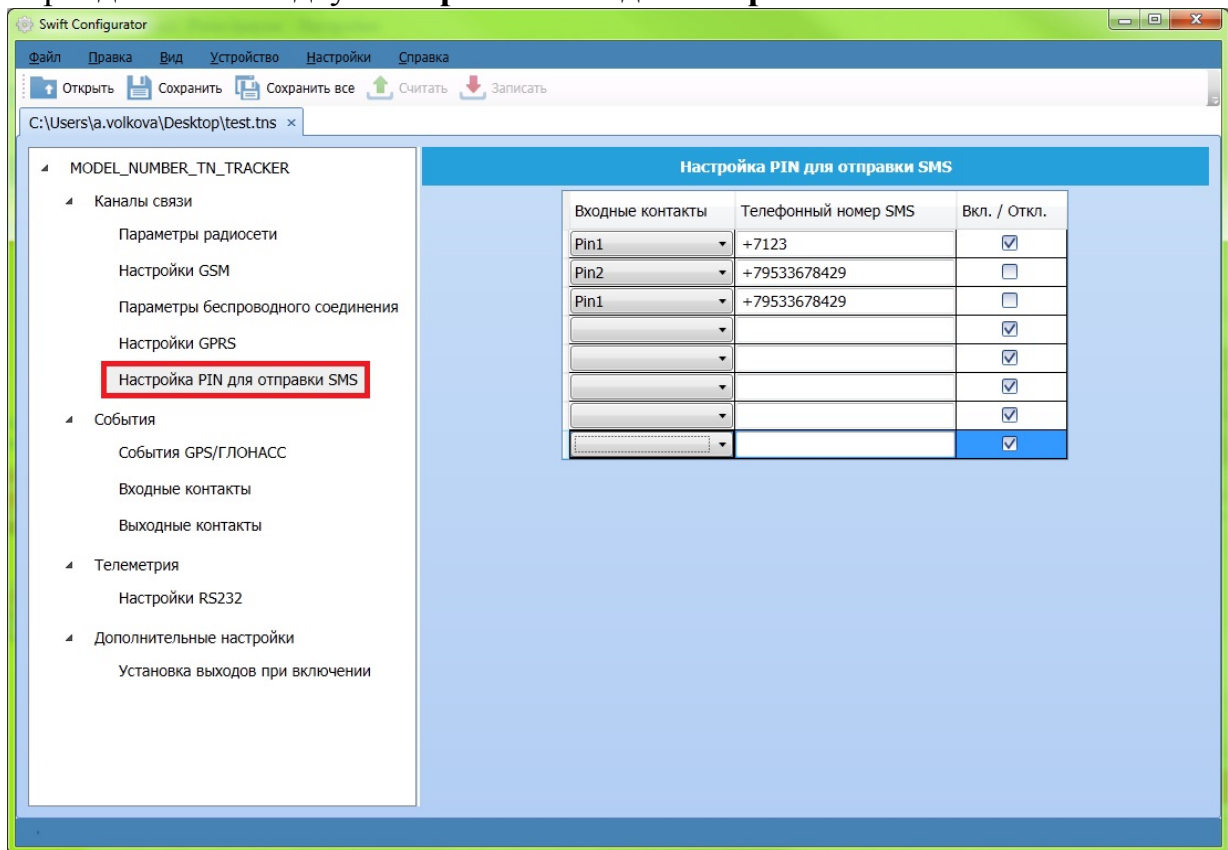 Swift Configurator
Файл Правка Вид Устройство Настройки Справка
Открыть Сохранить Сохранить все Считать Записать
C:\Users\a.volkova\Desktop\test.tns ×
MODEL_NUMBER_TN_TRACKER
Каналы связи
Параметры радиосети
Настройки GSM
Параметры беспроводного соединения
Настройки GPRS
Настройка PIN для отправки SMS
События
События GPS/ГЛОНАСС
Входные контакты
Выходные контакты
Телеметрия
Настройки RS232
Дополнительные настройки
Установка выходов при включении
Настройка PIN для отправки SMS
Входные контакты Телефонный номер SMS Вкл. / Откл.
Pin1 +7123
Pin2 +79533678429
Pin1 +79533678429